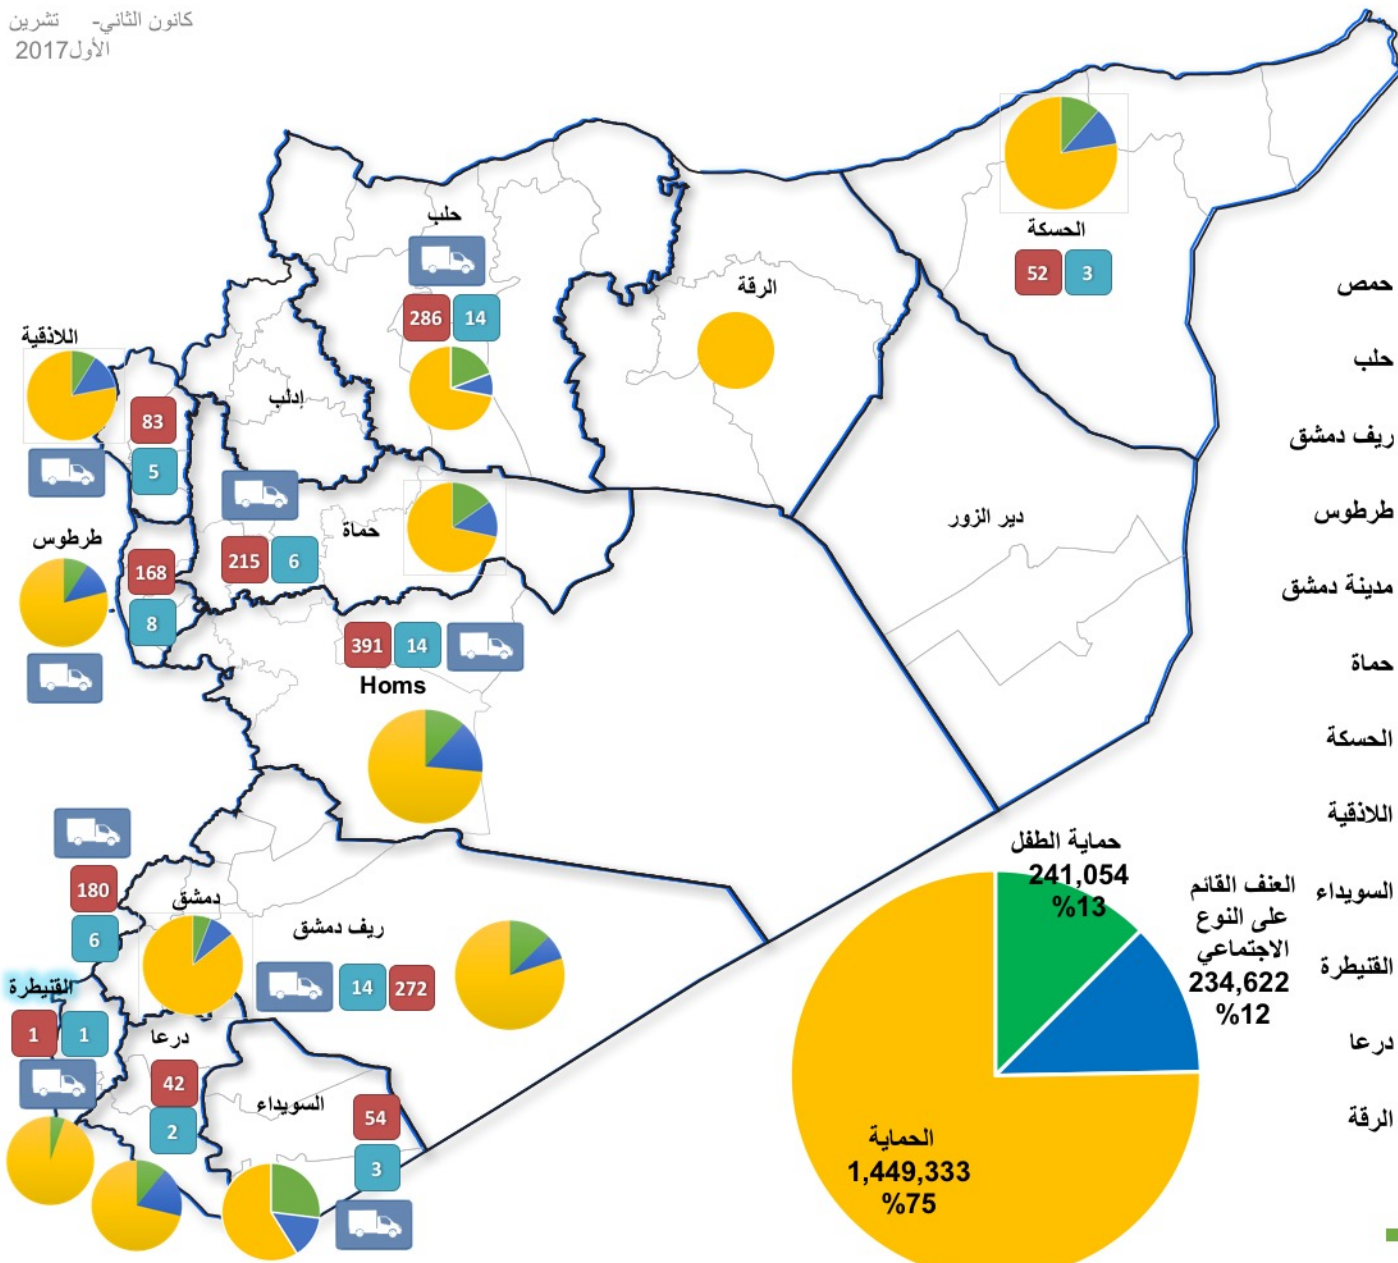 كانون الثاني- تشرين
الأول2017
حلب
286
14
الحسكة
52
3
الرقة
اللاذقية
83
5
إدلب
حماة
215
6
دير الزور
طرطوس
168
8
391
14
Homs
180
6
دمشق
ريف دمشق
14
272
القنيطرة
1
1
درعا
42
2
السويداء
54
3
حماية الطفل
241,054
%13
العنف القائم
على النوع
الاجتماعي
234,622
%12
الحماية
1,449,333
%75
حمص
حلب
ريف دمشق
طرطوس
مدينة دمشق
حماة
الحسكة
اللاذقية
السويداء
القنيطرة
درعا
الرقة